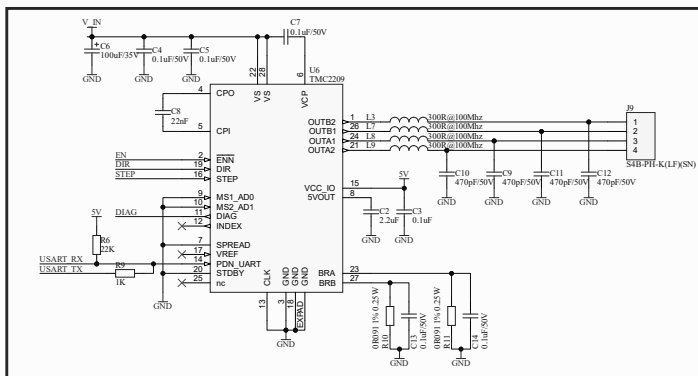 V_IN
C6
100uF/35V
C4
0.1uF/50V
C5
0.1uF/50V
C7
0.1uF/50V
GND
GND
GND
U6
TMC2209
22
28
6
VS
VS
VCP
4
CPO
C8
22nF
5
CPI
EN
2
ENN
DIR
19
DIR
STEP
16
STEP
9
MS1_AD0
10
MS2_AD1
DIAG
11
DIAG
12
INDEX
7
SPREAD
17
VREF
14
PDN_UART
20
STDBY
25
nc
5V
R6
22K
USART_RX
USART_TX
R9
1K
GND
CLK
GND
GND
EXPAD
13
3
18
GND
OUTB2
1
L3
300R@100Mhz
OUTB1
26
L7
300R@100Mhz
OUTA1
24
L8
300R@100Mhz
OUTA2
21
L9
300R@100Mhz
J9
1
2
3
4
S4B-PH-K(LF)(SN)
C10
470pF/50V
C9
470pF/50V
C11
470pF/50V
C12
470pF/50V
GND
GND
GND
GND
VCC_IO
15
5VOUT
8
5V
C2
2.2uF
C3
0.1uF
GND
GND
BRA
23
BRB
27
0R091 1% 0.25W
R10
C13
0.1uF/50V
GND
0R091 1% 0.25W
R11
C14
0.1uF/50V
GND